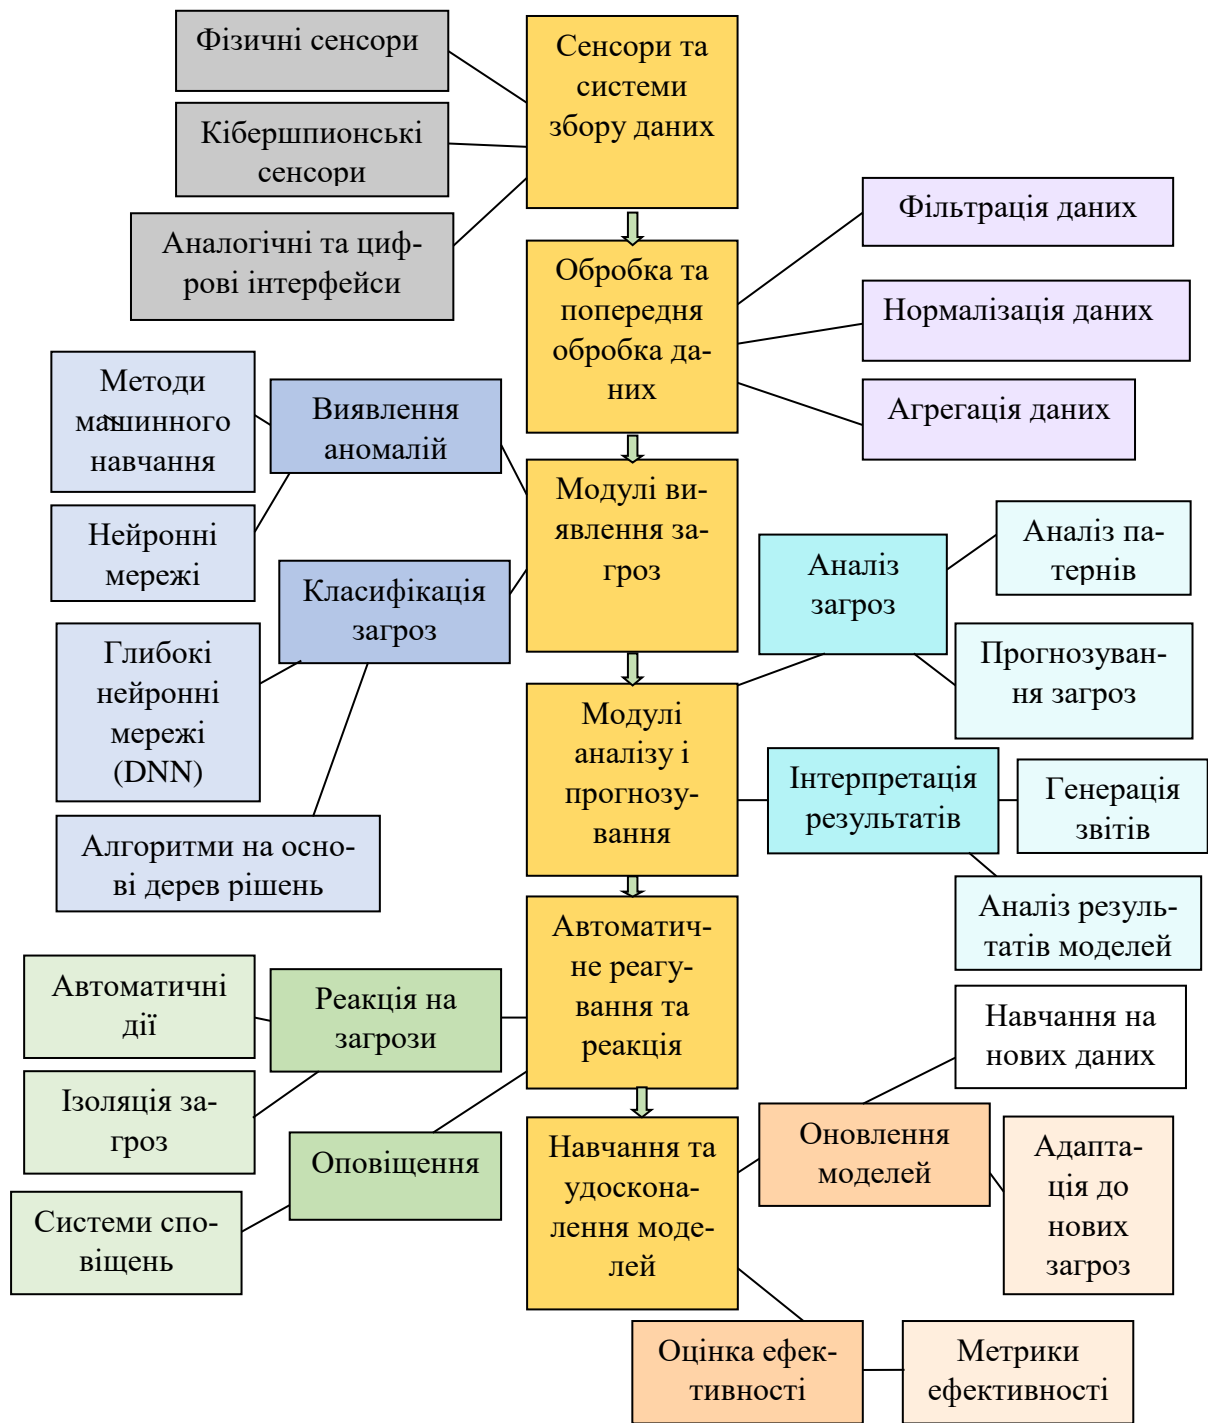 Фізичні сенсори
Кібершпионські
сенсори
Аналогічні та циф-
рові інтерфейси
Сенсори та
системи
збору даних
Обробка та
попередня
обробка да-
них
Фільтрація даних
Нормалізація даних
Агрегація даних
Методи
машинного
навчання
Нейронні
мережі
Виявлення
аномалій
Класифікація
загроз
Глибокі
нейронні
мережі
(DNN)
Алгоритми на осно-
ві дерев рішень
Модулі ви-
явлення за-
гроз
Аналіз
загроз
Аналіз па-
тернів
Прогнозуван-
ня загроз
Модулі
аналізу і
прогнозу-
вання
Інтерпретація
результатів
Генерація
звітів
Аналіз резуль-
татів моделей
Автоматич-
не реагу-
вання та
реакція
Автоматичні
дії
Реакція на
загрози
Ізоляція за-
гроз
Оповіщення
Системи спо-
віщень
Навчання та
удоскона-
лення моде-
лей
Навчання на
нових даних
Оновлення
моделей
Адапта-
ція до
нових
загроз
Оцінка ефек-
тивності
Метрики
ефективності